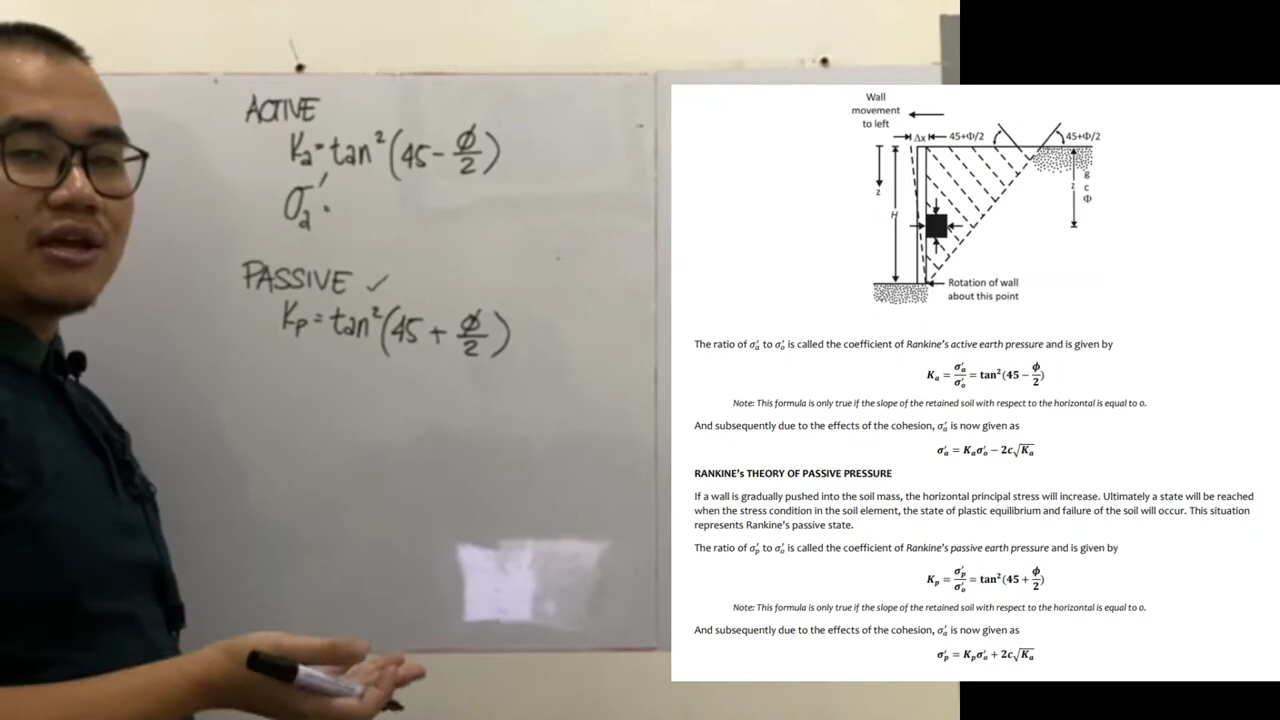 ACTIVE
Ka = tan²(45 - ϕ/2)
σa' =
PASSIVE ✓
Kp = tan²(45 + ϕ/2)
Wall
movement
to left
Δx 45+Φ/2 45+Φ/2
z H z g
c
Φ
Rotation of wall
about this point
The ratio of σ′a to σ′o is called the coefficient of Rankine's active earth pressure and is given by
Ka = σ′a/σ′o = tan²(45 − ϕ/2)
Note: This formula is only true if the slope of the retained soil with respect to the horizontal is equal to 0.
And subsequently due to the effects of the cohesion, σ′a is now given as
σ′a = Kaσ′o − 2c√Ka
RANKINE's THEORY OF PASSIVE PRESSURE
If a wall is gradually pushed into the soil mass, the horizontal principal stress will increase. Ultimately a state will be reached
when the stress condition in the soil element, the state of plastic equilibrium and failure of the soil will occur. This situation
represents Rankine's passive state.
The ratio of σ′p to σ′o is called the coefficient of Rankine's passive earth pressure and is given by
Kp = σ′p/σ′o = tan²(45 + ϕ/2)
Note: This formula is only true if the slope of the retained soil with respect to the horizontal is equal to 0.
And subsequently due to the effects of the cohesion, σ′a is now given as
σ′p = Kpσ′o + 2c√Ka